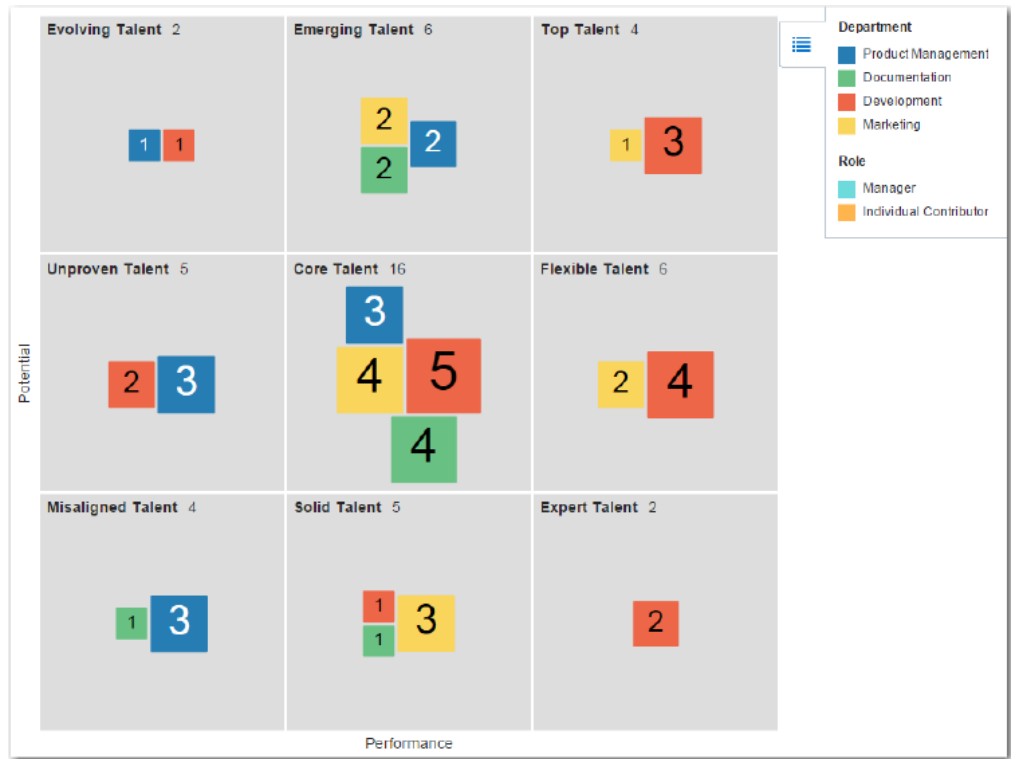 Evolving Talent 2
Emerging Talent 6
Top Talent 4
1 1
2
2
2
1 3
Unproven Talent 5
Core Talent 16
Flexible Talent 6
2 3
3
4 5
4
2 4
Misaligned Talent 4
Solid Talent 5
Expert Talent 2
1 3
1
3
1
2
Potential
Performance
Department
Product Management
Documentation
Development
Marketing
Role
Manager
Individual Contributor